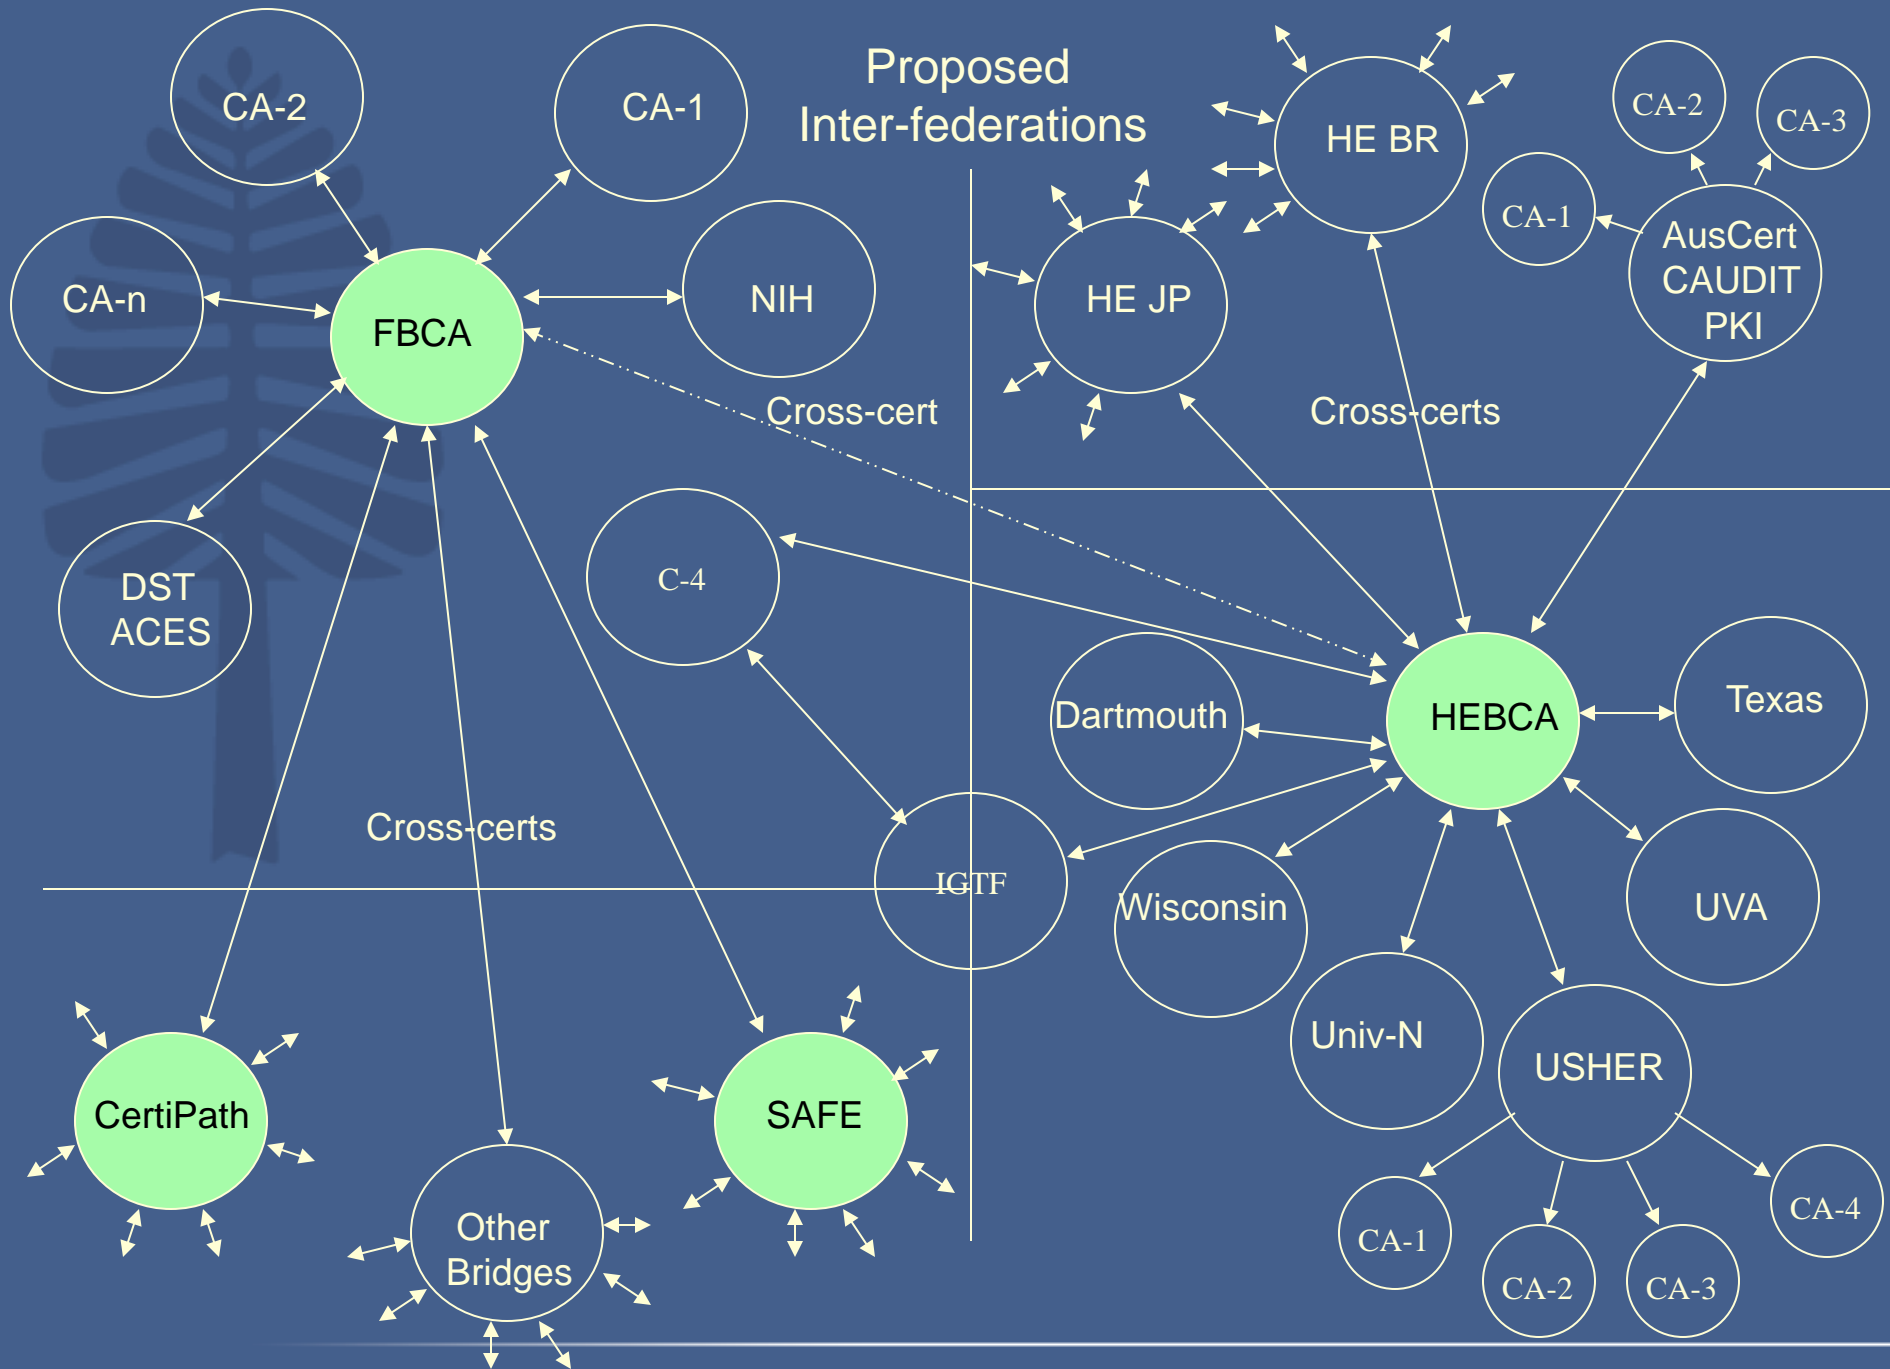 Proposed
Inter-federations
CA-2
CA-1
HE BR
CA-2
CA-3
CA-1
AusCert
CAUDIT
PKI
CA-n
FBCA
NIH
HE JP
Cross-cert
Cross-certs
DST
ACES
C-4
Dartmouth
HEBCA
Texas
Cross-certs
IGTF
Wisconsin
UVA
Univ-N
USHER
CertiPath
SAFE
Other
Bridges
CA-1
CA-2
CA-3
CA-4